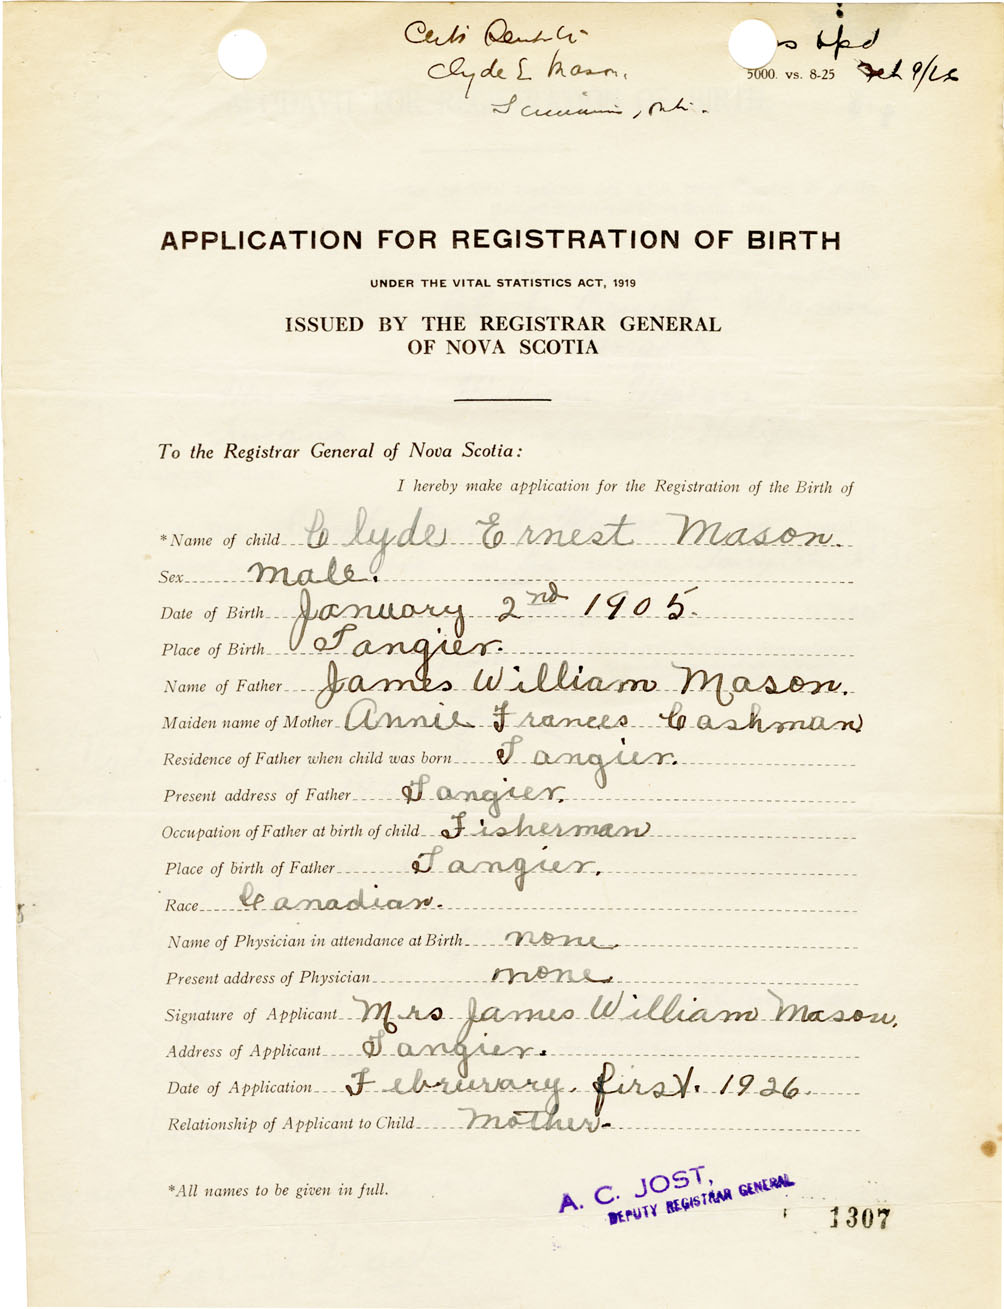 Clyde E Mason,
5000. vs. 8-25
APPLICATION FOR REGISTRATION OF BIRTH
UNDER THE VITAL STATISTICS ACT, 1919
ISSUED BY THE REGISTRAR GENERAL
OF NOVA SCOTIA
To the Registrar General of Nova Scotia:
I hereby make application for the Registration of the Birth of
*Name of child Clyde Ernest Mason.
Sex Male.
Date of Birth January 2nd 1905.
Place of Birth Tangier.
Name of Father James William Mason.
Maiden name of Mother Annie Frances Cashman
Residence of Father when child was born Tangier.
Present address of Father Tangier.
Occupation of Father at birth of child Fisherman
Place of birth of Father Tangier.
Race Canadian.
Name of Physician in attendance at Birth none.
Present address of Physician none
Signature of Applicant Mrs James William Mason.
Address of Applicant Tangier.
Date of Application Februrary. first. 1926.
Relationship of Applicant to Child Mother-
*All names to be given in full.
A. C. JOST,
DEPUTY REGISTRAR GENERAL
1307